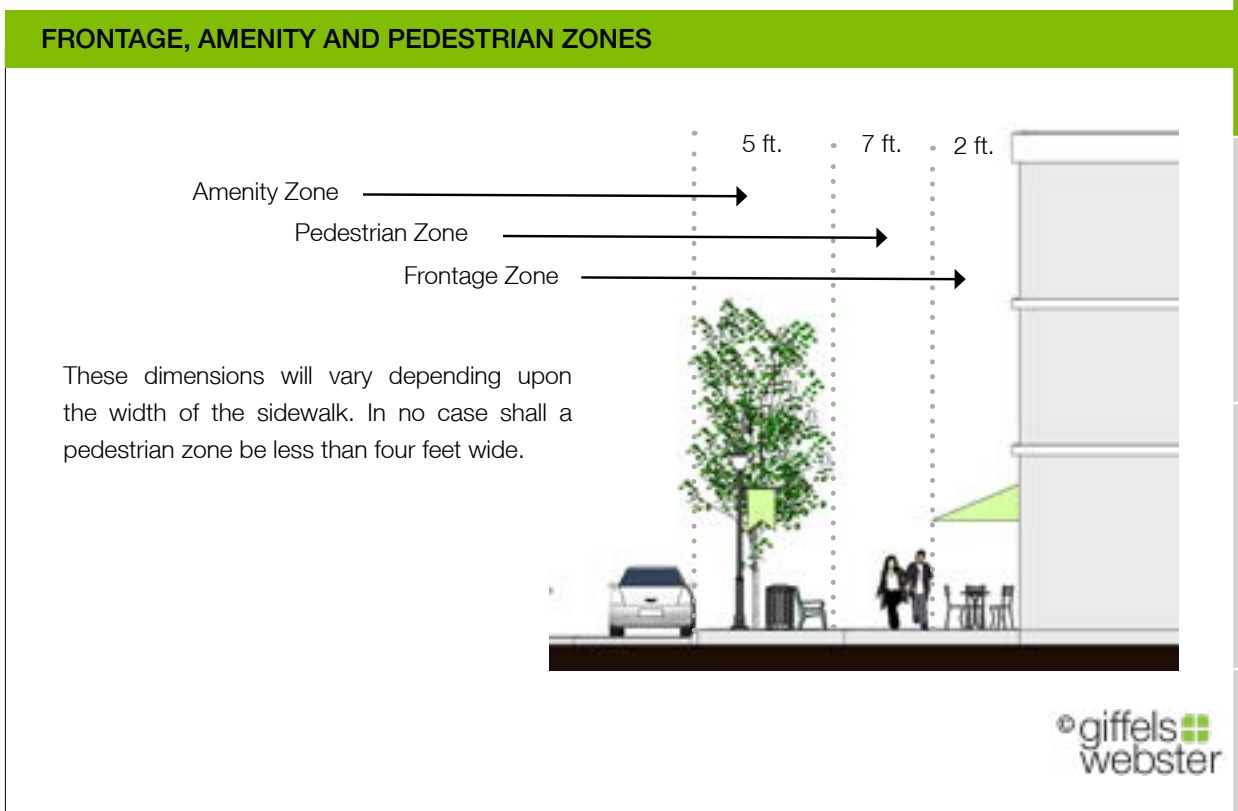 FRONTAGE, AMENITY AND PEDESTRIAN ZONES
5 ft. 7 ft. 2 ft.
Amenity Zone
Pedestrian Zone
Frontage Zone
These dimensions will vary depending upon
the width of the sidewalk. In no case shall a
pedestrian zone be less than four feet wide.
©giffels
webster